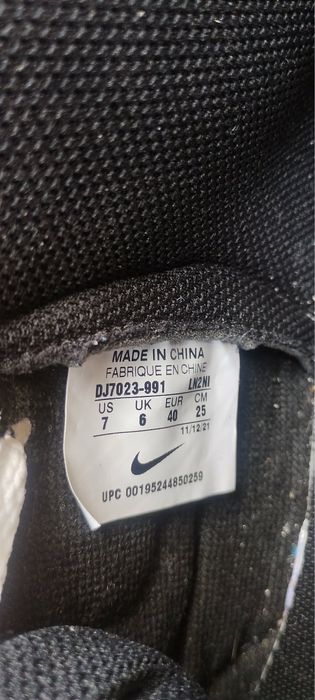 MADE IN CHINA
FABRIQUE EN CHINE
DJ7023-991 LN2NI
US UK EUR CM
7 6 40 25
11/12/21
UPC 00195244850259